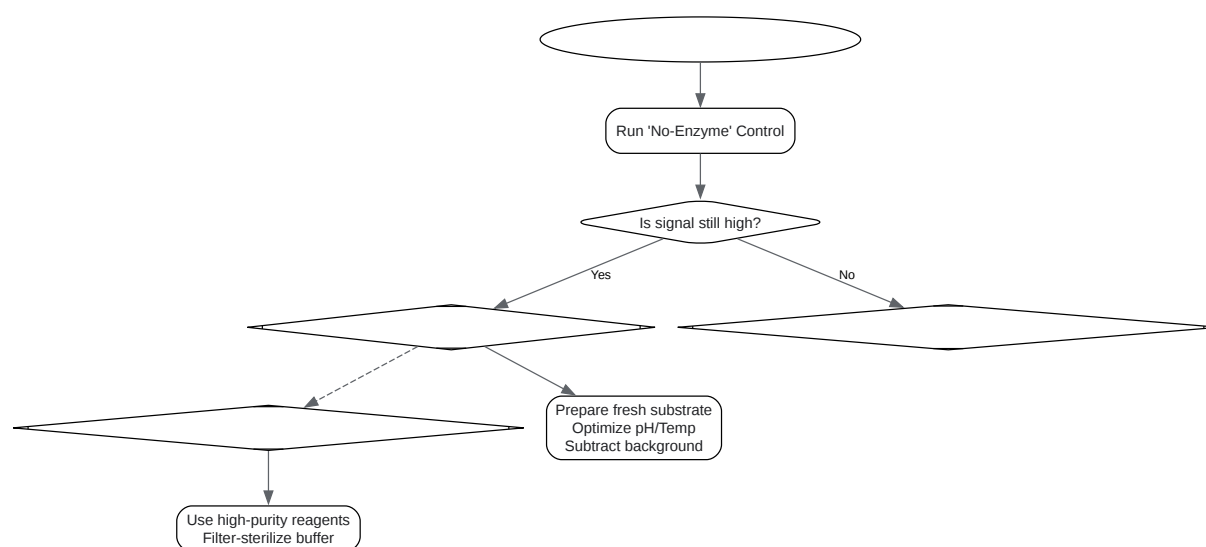 Run 'No-Enzyme' Control
Is signal still high?
Yes
No
Prepare fresh substrate
Optimize pH/Temp
Subtract background
Use high-purity reagents
Filter-sterilize buffer